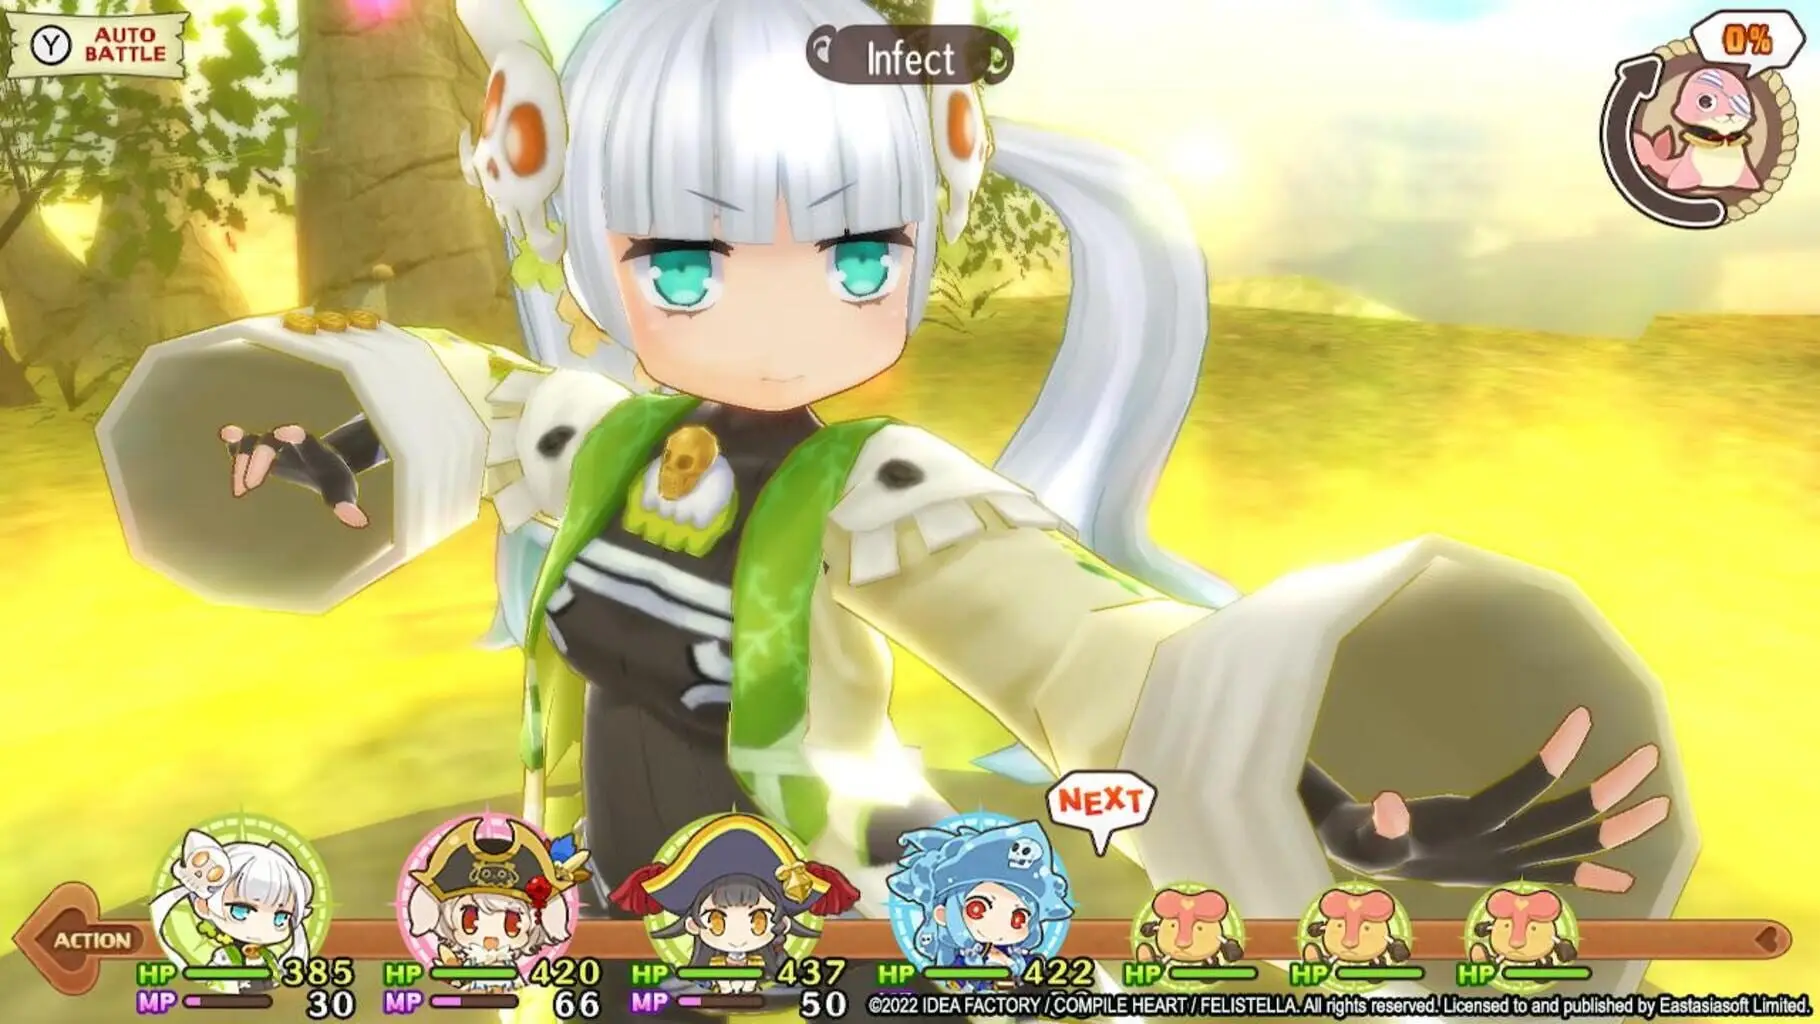 Y AUTO
BATTLE
Infect
0%
NEXT
ACTION
HP 385
MP 30
HP 420
MP 66
HP 437
MP 50
HP 422
HP
HP
HP
©2022 IDEA FACTORY / COMPILE HEART / FELISTELLA. All rights reserved. Licensed to and published by Eastasiasoft Limited.